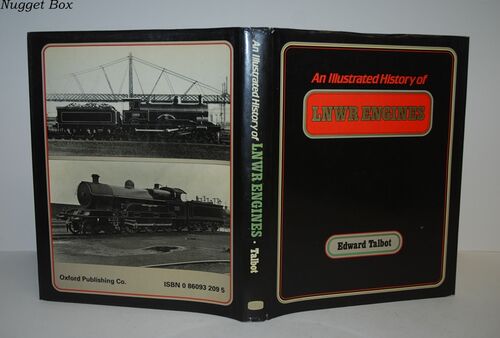 Nugget Box
An Illustrated History of
LNWR ENGINES
Edward Talbot
An Illustrated History of LNWR ENGINES · Talbot
Oxford Publishing Co.
ISBN 0 86093 209 5